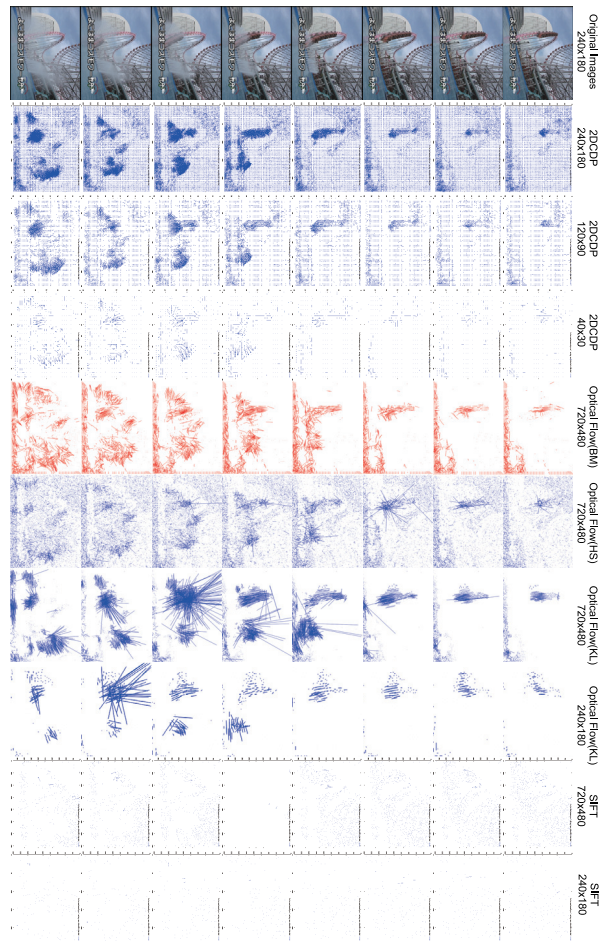 Original Images
240x180
2DCDP
240x180
2DCDP
120x90
2DCDP
40x30
Optical Flow(BM)
720x480
Optical Flow(HS)
720x480
Optical Flow(KL)
720x480
Optical Flow(KL)
240x180
SIFT
720x480
SIFT
240x180